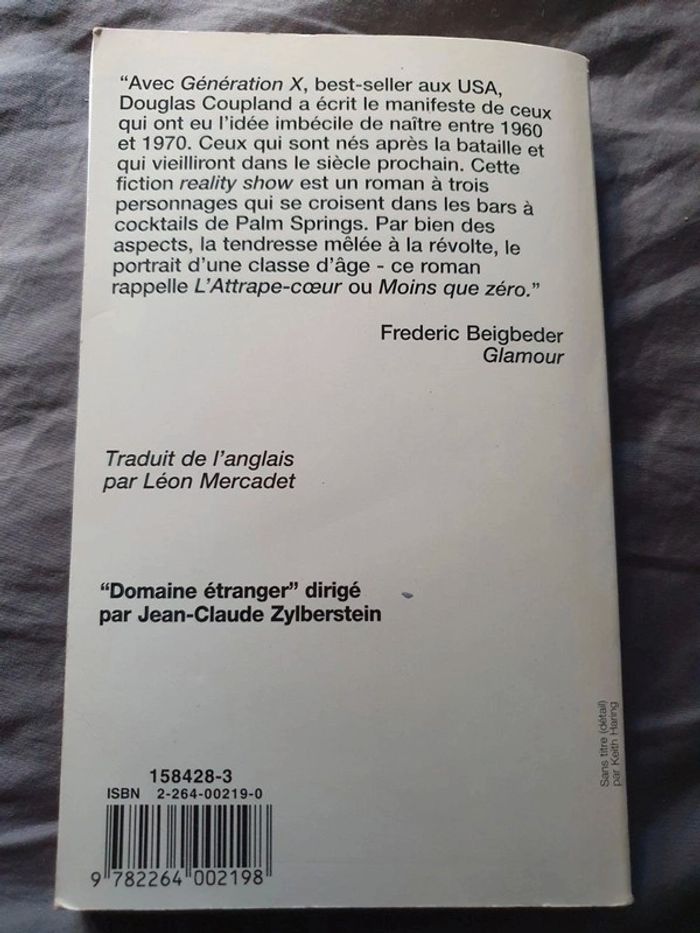 “Avec Génération X, best-seller aux USA,
Douglas Coupland a écrit le manifeste de ceux
qui ont eu l’idée imbécile de naître entre 1960
et 1970. Ceux qui sont nés après la bataille et
qui vieilliront dans le siècle prochain. Cette
fiction reality show est un roman à trois
personnages qui se croisent dans les bars à
cocktails de Palm Springs. Par bien des
aspects, la tendresse mêlée à la révolte, le
portrait d’une classe d’âge - ce roman
rappelle L’Attrape-cœur ou Moins que zéro.”
Frederic Beigbeder
Glamour
Traduit de l’anglais
par Léon Mercadet
“Domaine étranger” dirigé
par Jean-Claude Zylberstein
Sans titre (détail)
par Keith Haring
158428-3
ISBN 2-264-00219-0
9 782264 002198